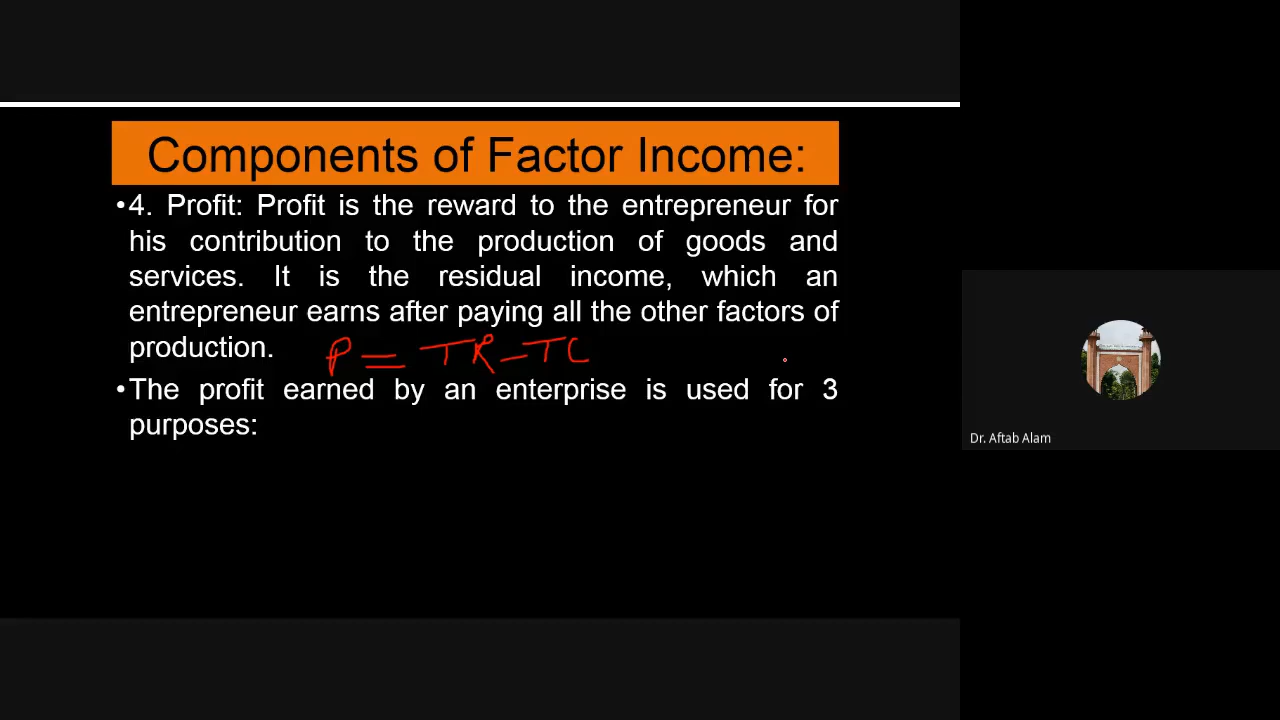 Components of Factor Income:
•4. Profit: Profit is the reward to the entrepreneur for
his contribution to the production of goods and
services. It is the residual income, which an
entrepreneur earns after paying all the other factors of
production.
P = TR - TC
•The profit earned by an enterprise is used for 3
purposes:
Dr. Aftab Alam